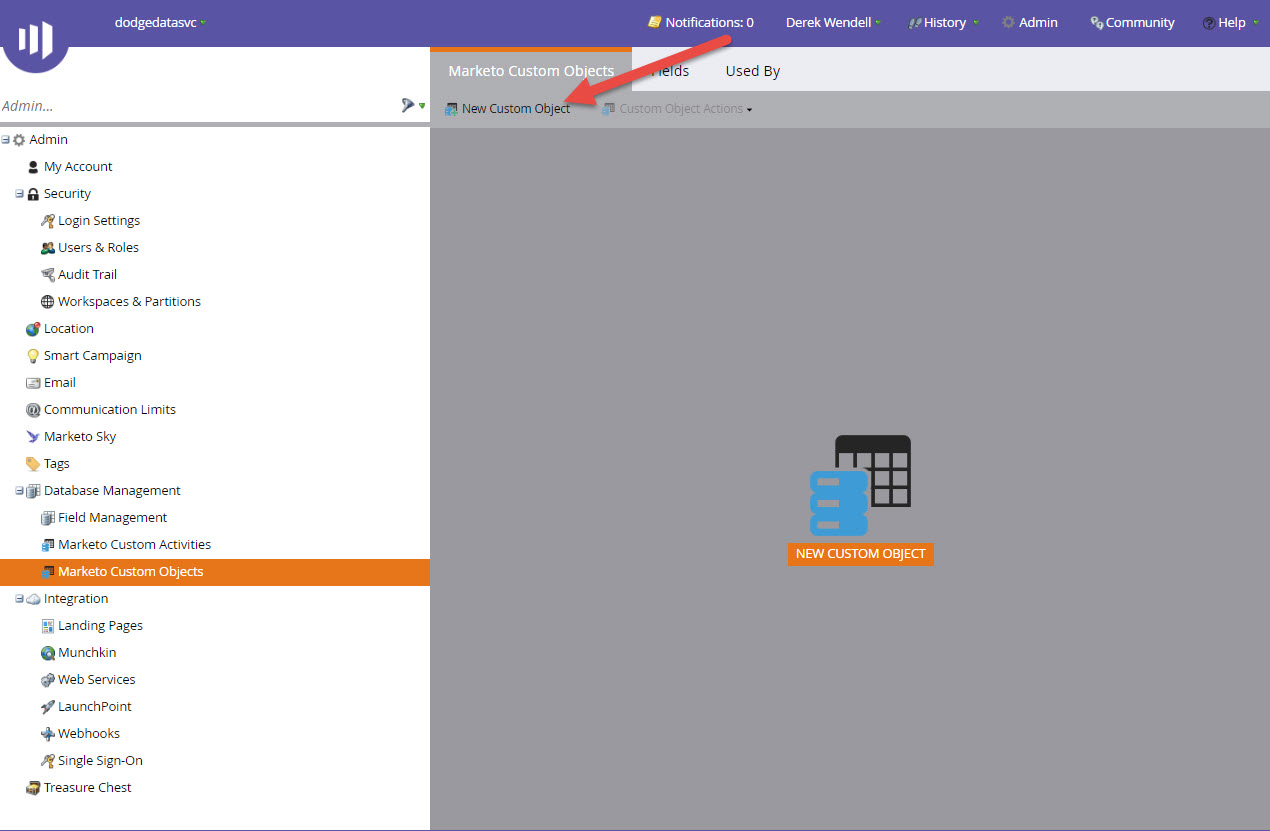 dodgedatasvc
Notifications: 0
Derek Wendell
History
Admin
Community
Help
Marketo Custom Objects
Fields
Used By
Admin...
New Custom Object
Custom Object Actions
Admin
My Account
Security
Login Settings
Users & Roles
Audit Trail
Workspaces & Partitions
Location
Smart Campaign
Email
Communication Limits
Marketo Sky
Tags
Database Management
Field Management
Marketo Custom Activities
Marketo Custom Objects
Integration
Landing Pages
Munchkin
Web Services
LaunchPoint
Webhooks
Single Sign-On
Treasure Chest
NEW CUSTOM OBJECT